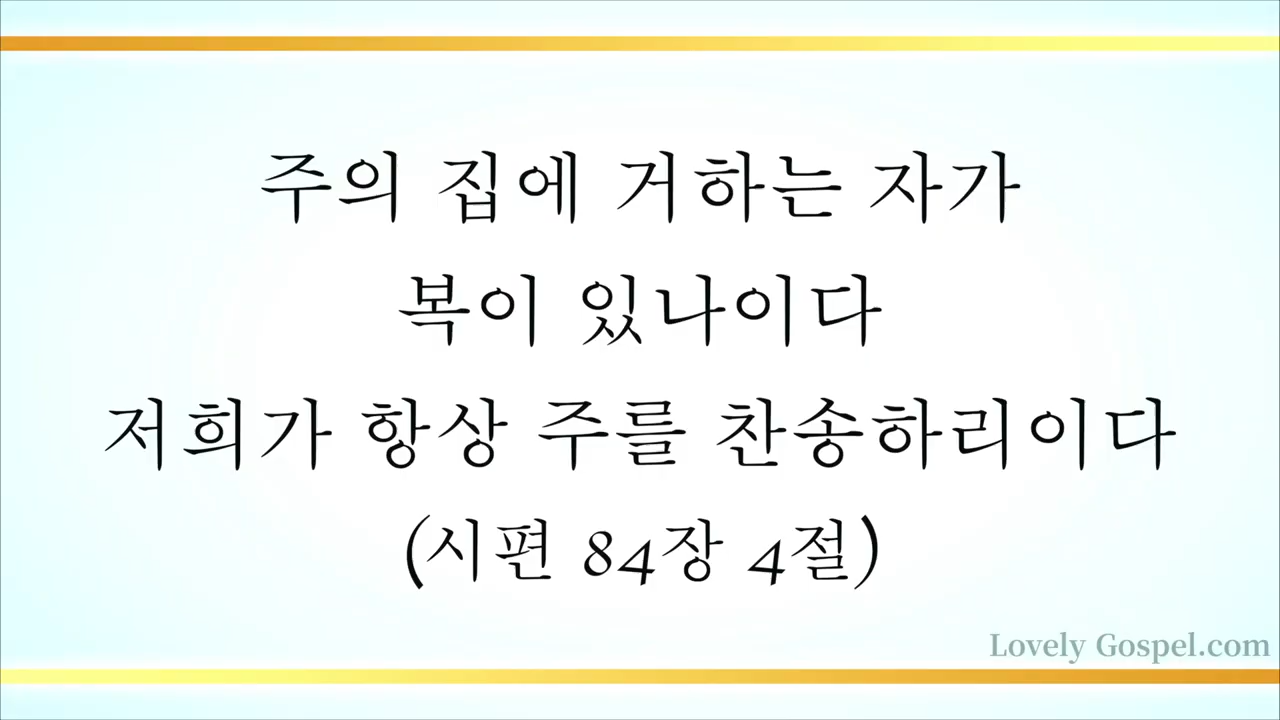 주의 집에 거하는 자가
복이 있나이다
저희가 항상 주를 찬송하리이다
(시편 84장 4절)
Lovely Gospel.com